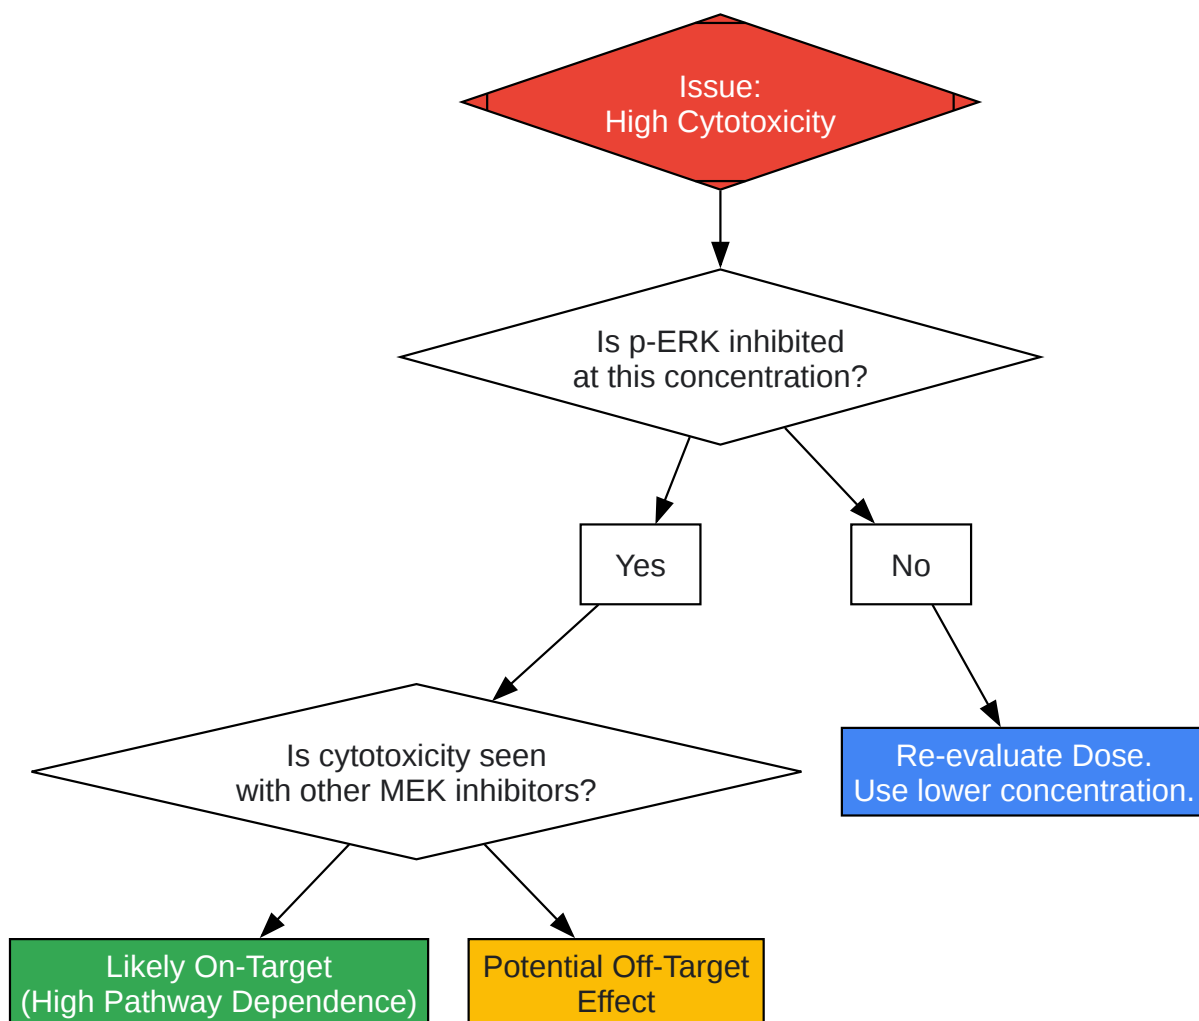 Issue:
High Cytotoxicity
Is p-ERK inhibited
at this concentration?
Yes
No
Is cytotoxicity seen
with other MEK inhibitors?
Re-evaluate Dose.
Use lower concentration.
Likely On-Target
(High Pathway Dependence)
Potential Off-Target
Effect